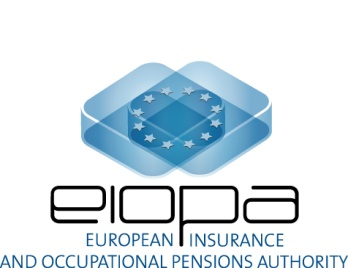 eiopa
EUROPEAN INSURANCE
AND OCCUPATIONAL PENSIONS AUTHORITY